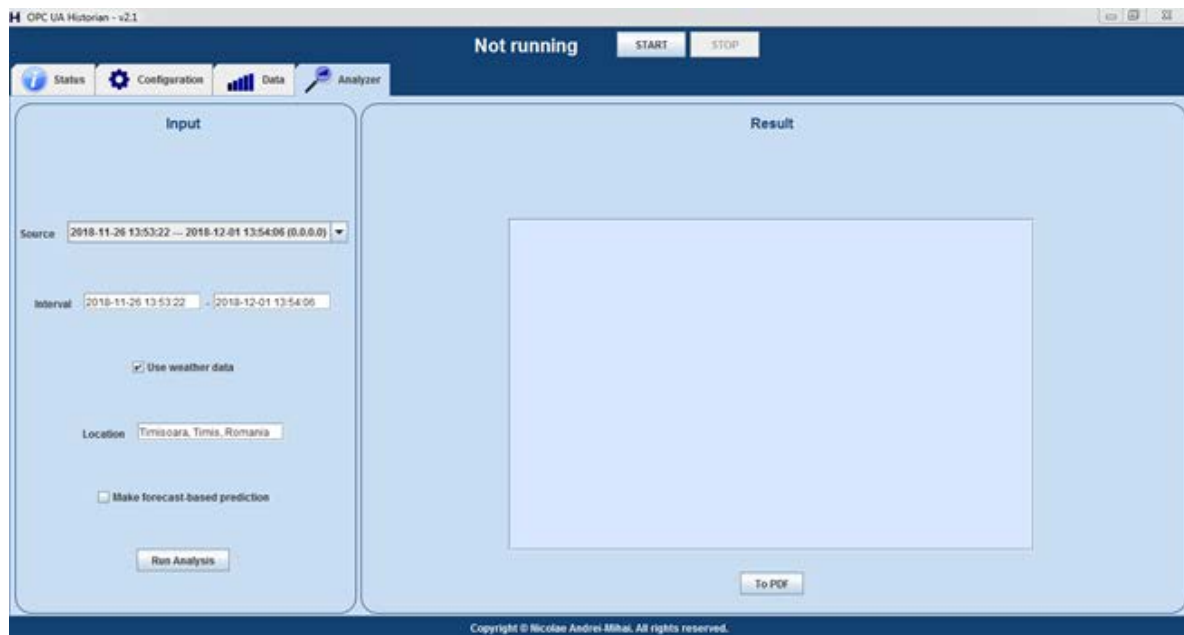 OPC UA Historian - v2.1
Not running START STOP
Status Configuration Data Analyzer
Input
Source 2018-11-26 13:53:22 --- 2018-12-01 13:54:06 (0.0.0.0)
Interval 2018-11-26 13:53:22 - 2018-12-01 13:54:06
Use weather data
Location Timisoara, Timis, Romania
Make forecast-based prediction
Run Analysis
Result
To PDF
Copyright © Nicolae Andrei-Mihai. All rights reserved.